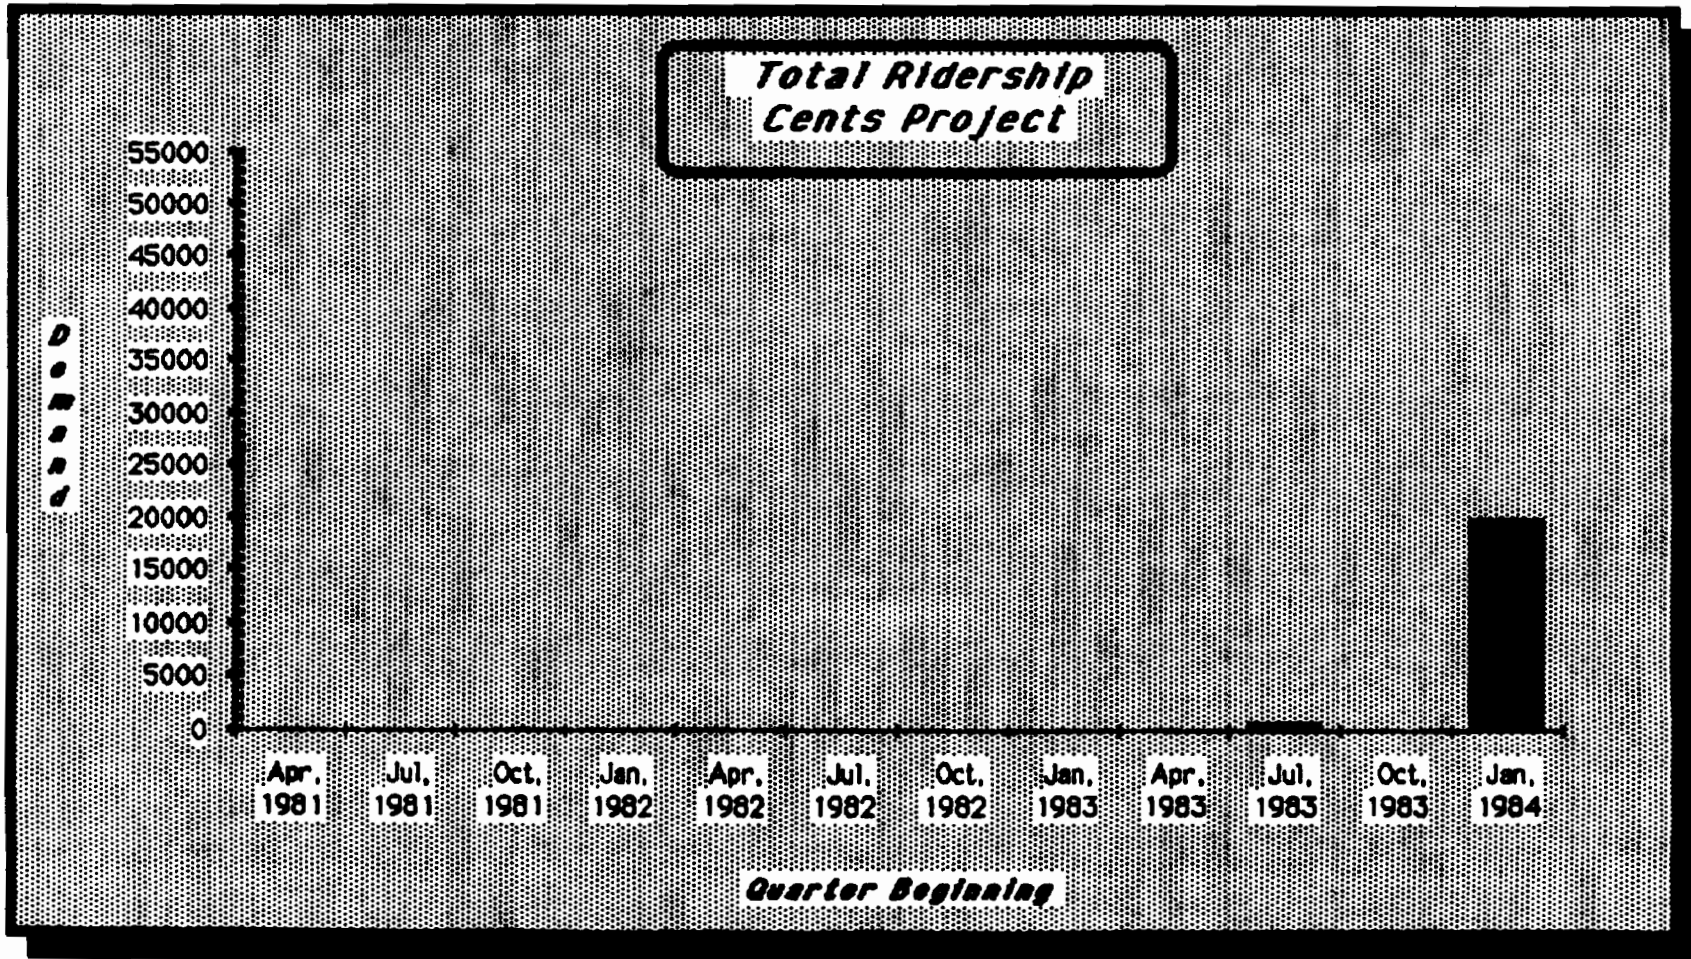 Total Ridership
Cents Project
55000
50000
45000
40000
35000
30000
25000
20000
15000
10000
5000
0
Demand
Apr. Jul. Oct. Jan. Apr. Jul. Oct. Jan. Apr. Jul. Oct. Jan.
1981 1981 1981 1982 1982 1982 1982 1983 1983 1983 1983 1984
Quarter Beginning